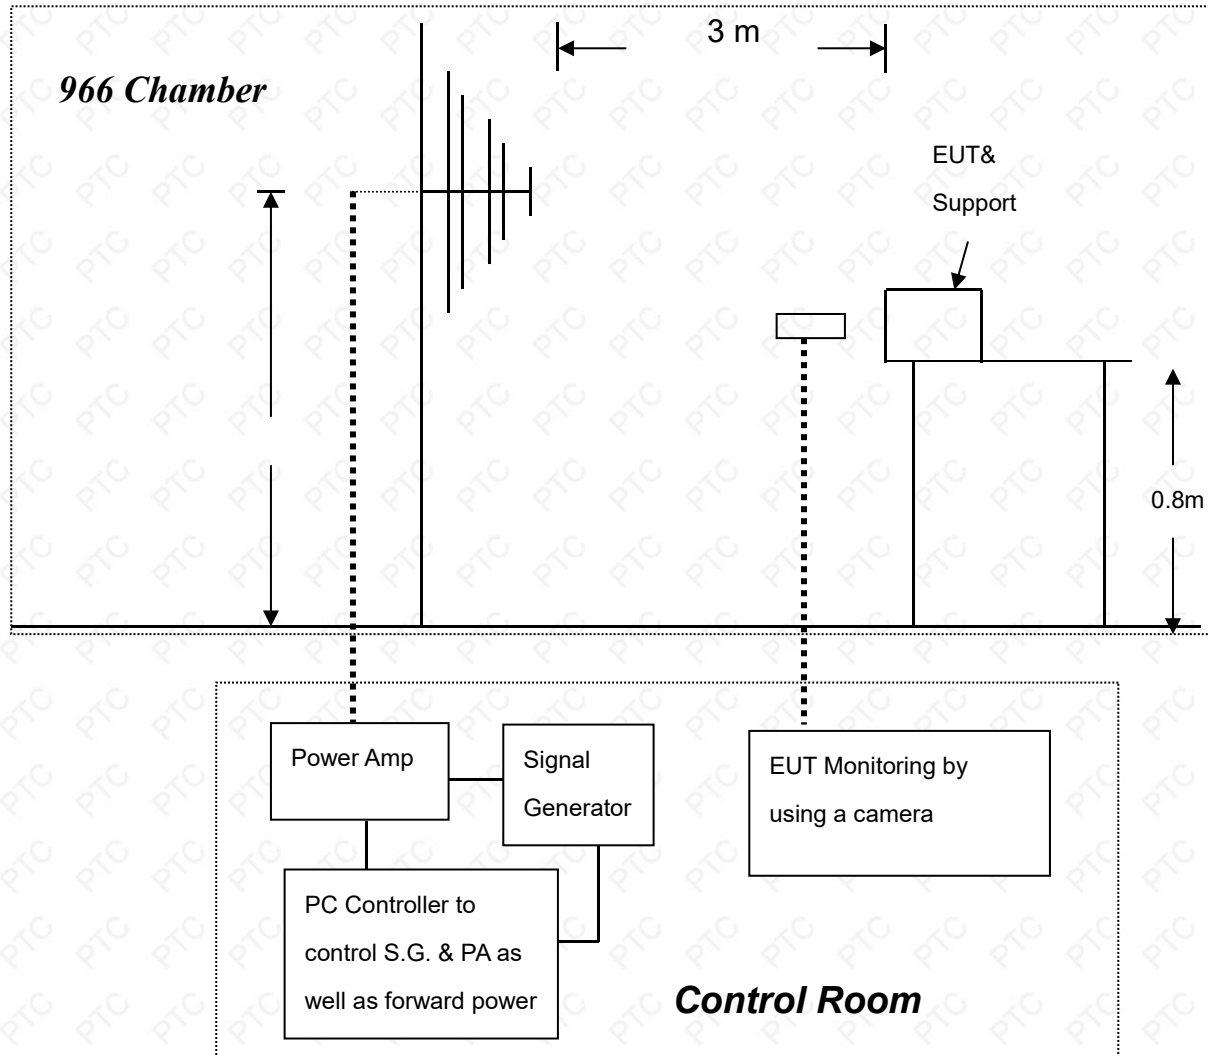 3 m
966 Chamber
EUT&
Support
0.8m
Power Amp
Signal
Generator
EUT Monitoring by
using a camera
PC Controller to
control S.G. & PA as
well as forward power
Control Room
PTC